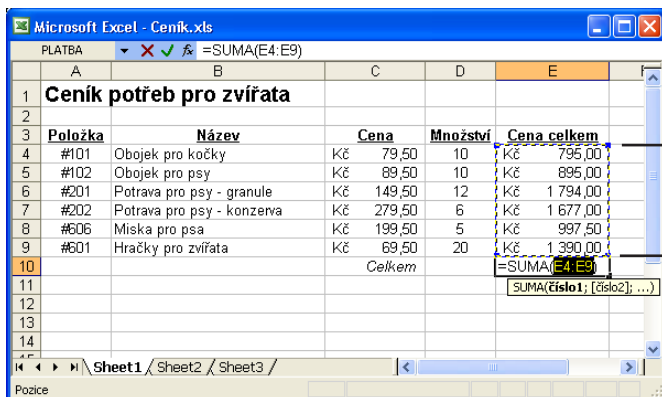 Microsoft Excel - Ceník.xls
PLATBA =SUMA(E4:E9)
A B C D E F
1 Ceník potřeb pro zvířata
2
3 Položka Název Cena Množství Cena celkem
4 #101 Obojek pro kočky Kč 79,50 10 Kč 795,00
5 #102 Obojek pro psy Kč 89,50 10 Kč 895,00
6 #201 Potrava pro psy - granule Kč 149,50 12 Kč 1 794,00
7 #202 Potrava pro psy - konzerva Kč 279,50 6 Kč 1 677,00
8 #606 Miska pro psa Kč 199,50 5 Kč 997,50
9 #601 Hračky pro zvířata Kč 69,50 20 Kč 1 390,00
10 Celkem =SUMA(E4:E9)
11 SUMA(číslo1; [číslo2]; ...)
12
13
14
15
Sheet1 Sheet2 Sheet3
Pozice